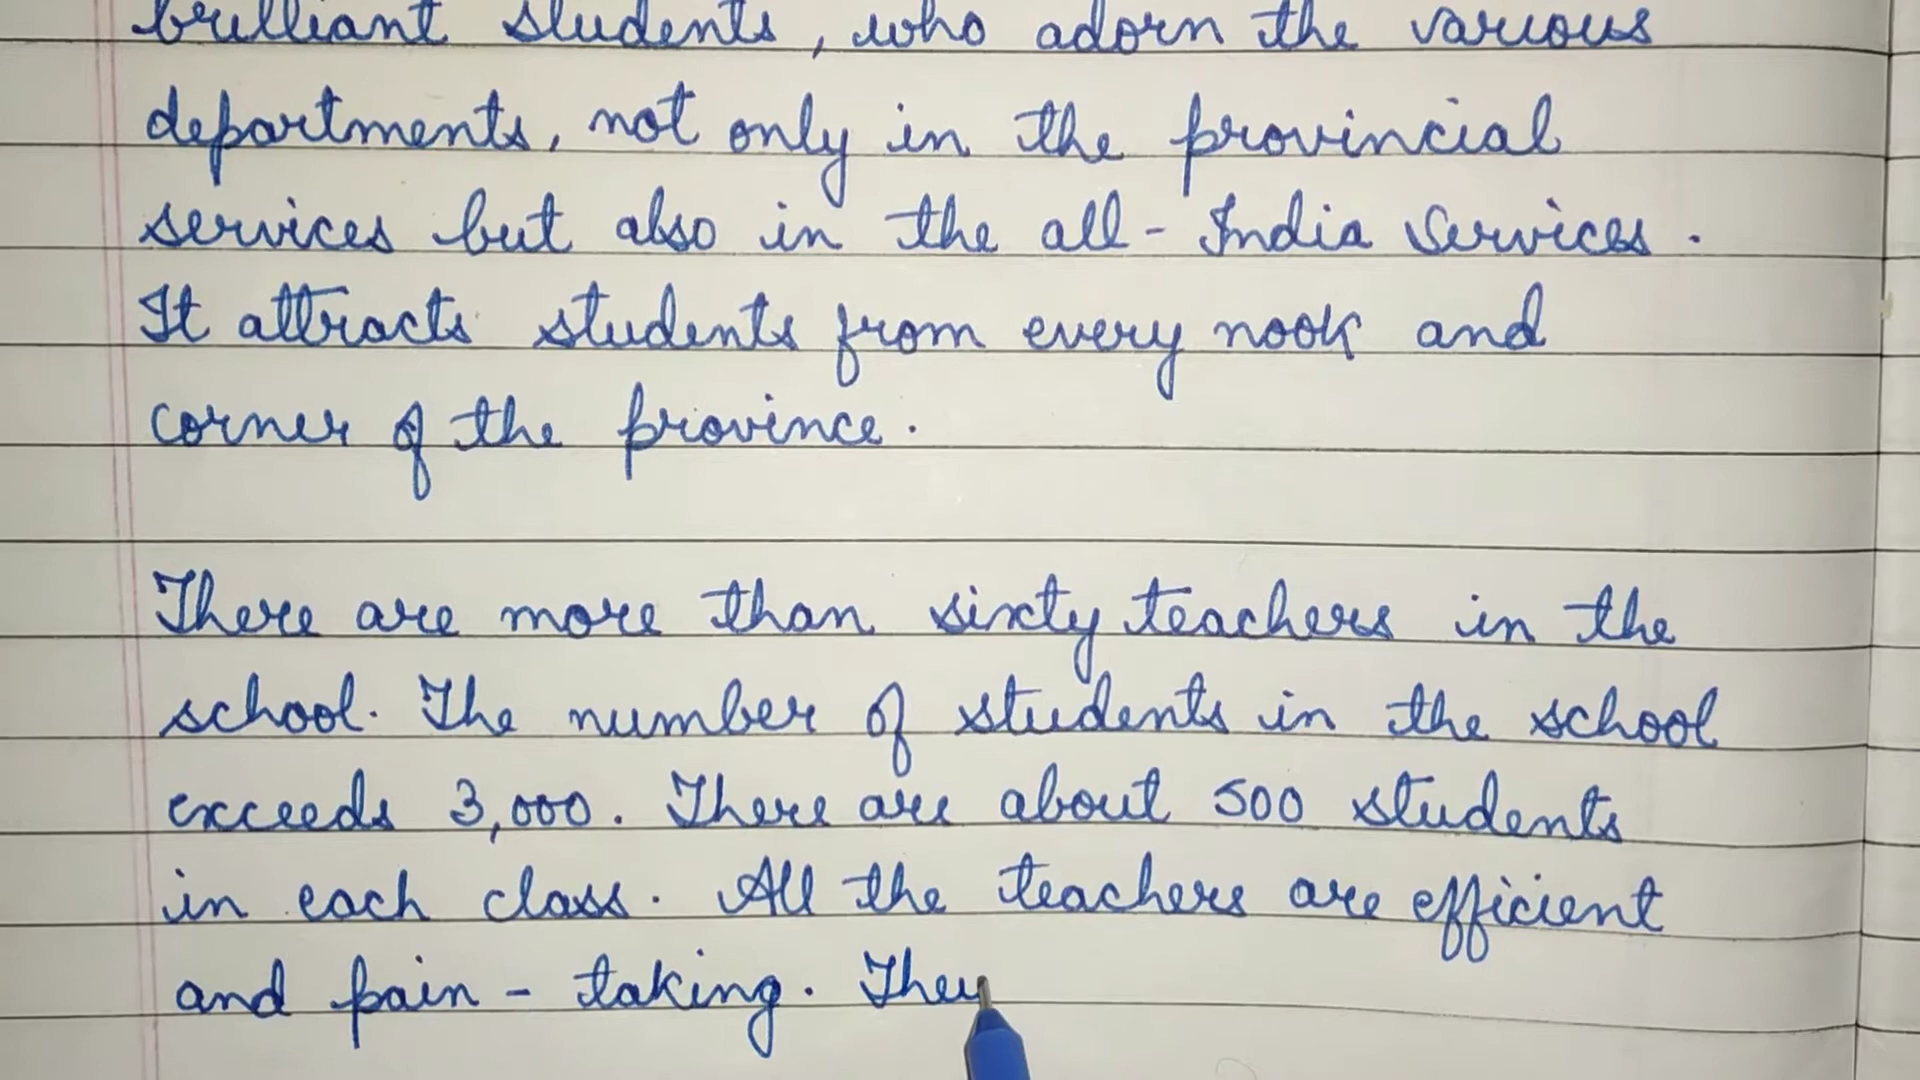 brilliant students, who adorn the various
departments, not only in the provincial
services but also in the all - India Services.
It attracts students from every nook and
corner of the province.
There are more than sixty teachers in the
school. The number of students in the school
exceeds 3,000. There are about 500 students
in each class. All the teachers are efficient
and pain - taking. They